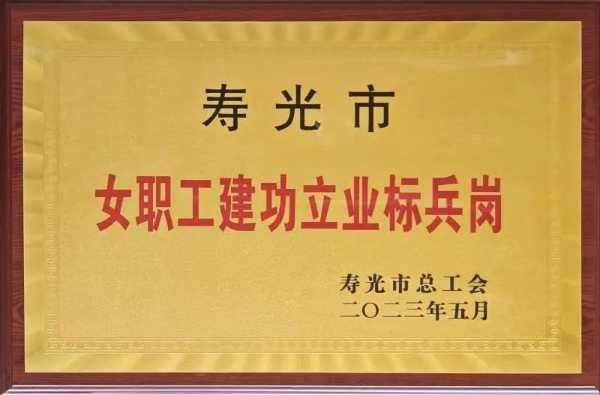 寿光市
女职工建功立业标兵岗
寿光市总工会
二〇二三年五月